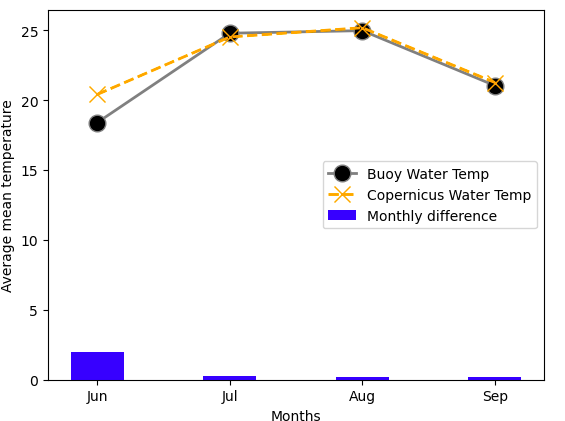 Average mean temperature
25
20
15
10
5
0
Buoy Water Temp
Copernicus Water Temp
Monthly difference
Jun Jul Aug Sep
Months